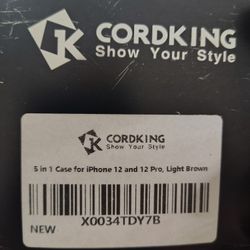 CORDKING
Show Your Style
CORDKING
Show Your Style
5 in 1 Case for iPhone 12 and 12 Pro, Light Brown
X0034TDY7B
NEW